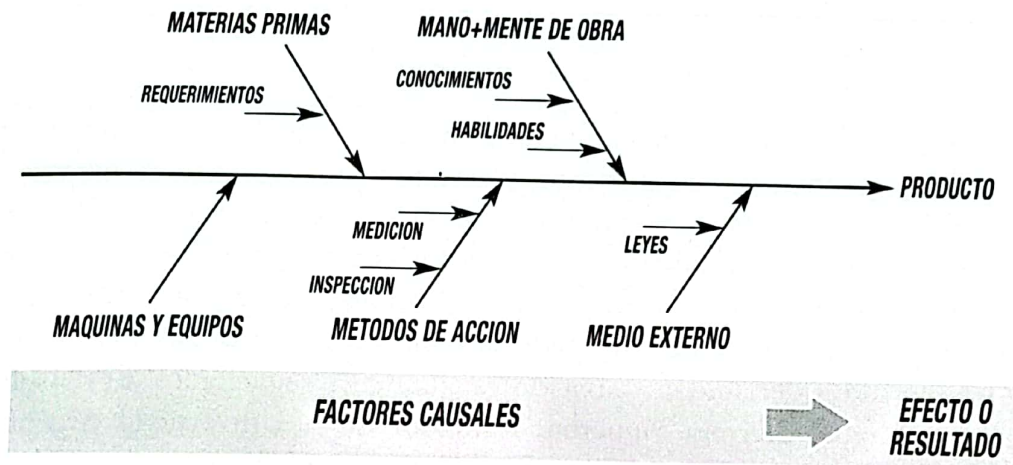 MATERIAS PRIMAS
MANO+MENTE DE OBRA
REQUERIMIENTOS
CONOCIMIENTOS
HABILIDADES
PRODUCTO
MEDICION
LEYES
INSPECCION
MAQUINAS Y EQUIPOS
METODOS DE ACCION
MEDIO EXTERNO
FACTORES CAUSALES
EFECTO O
RESULTADO